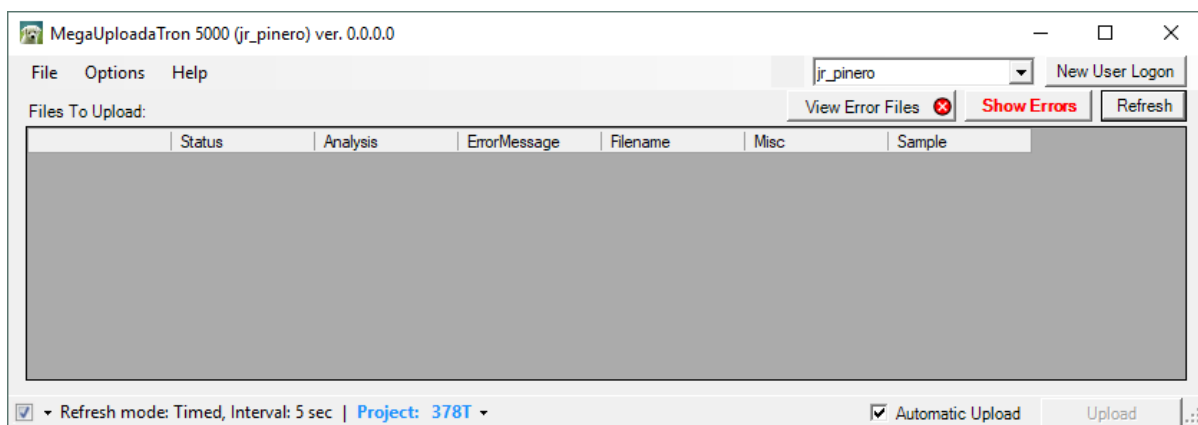 MegaUploadaTron 5000 (jr_pinero) ver. 0.0.0.0
File Options Help jr_pinero New User Logon
Files To Upload: View Error Files Show Errors Refresh
Status Analysis ErrorMessage Filename Misc Sample
Refresh mode: Timed, Interval: 5 sec | Project: 378T Automatic Upload Upload